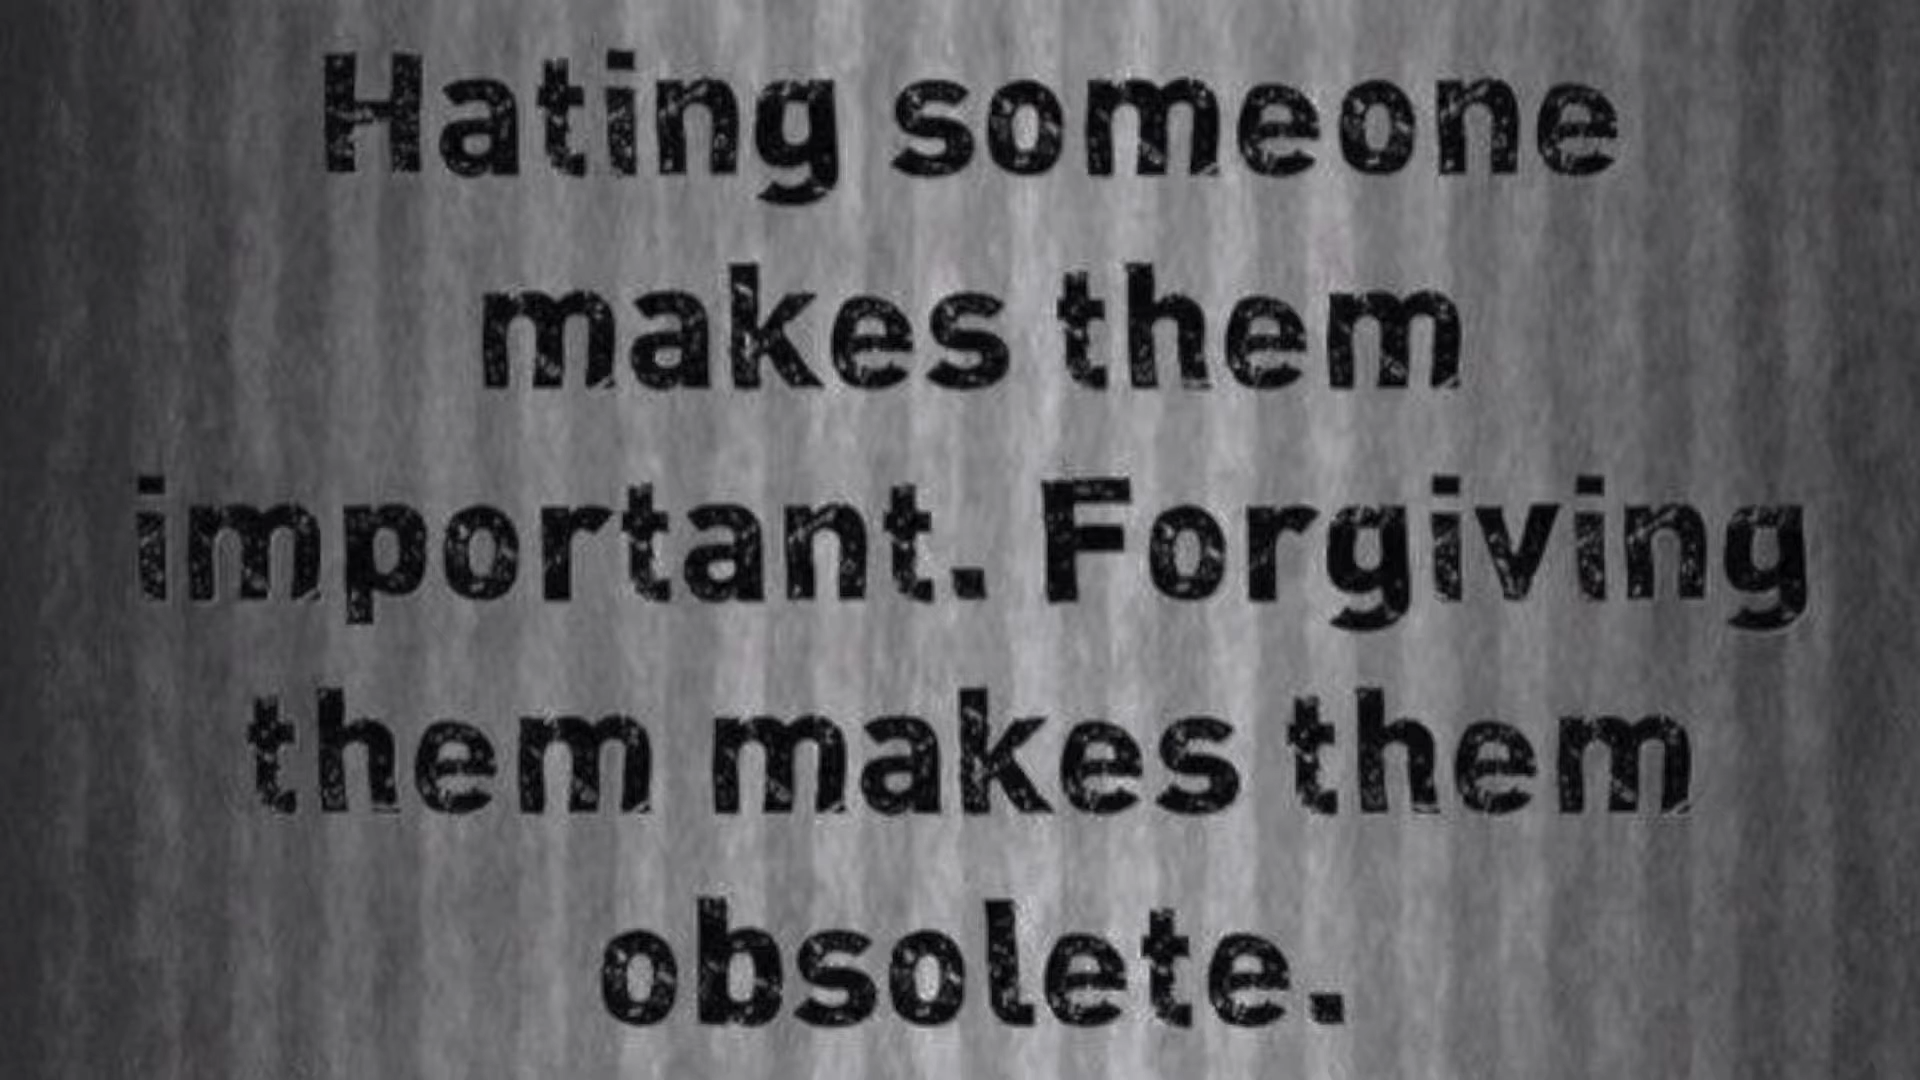 Hating someone
makes them
important. Forgiving
them makes them
obsolete.